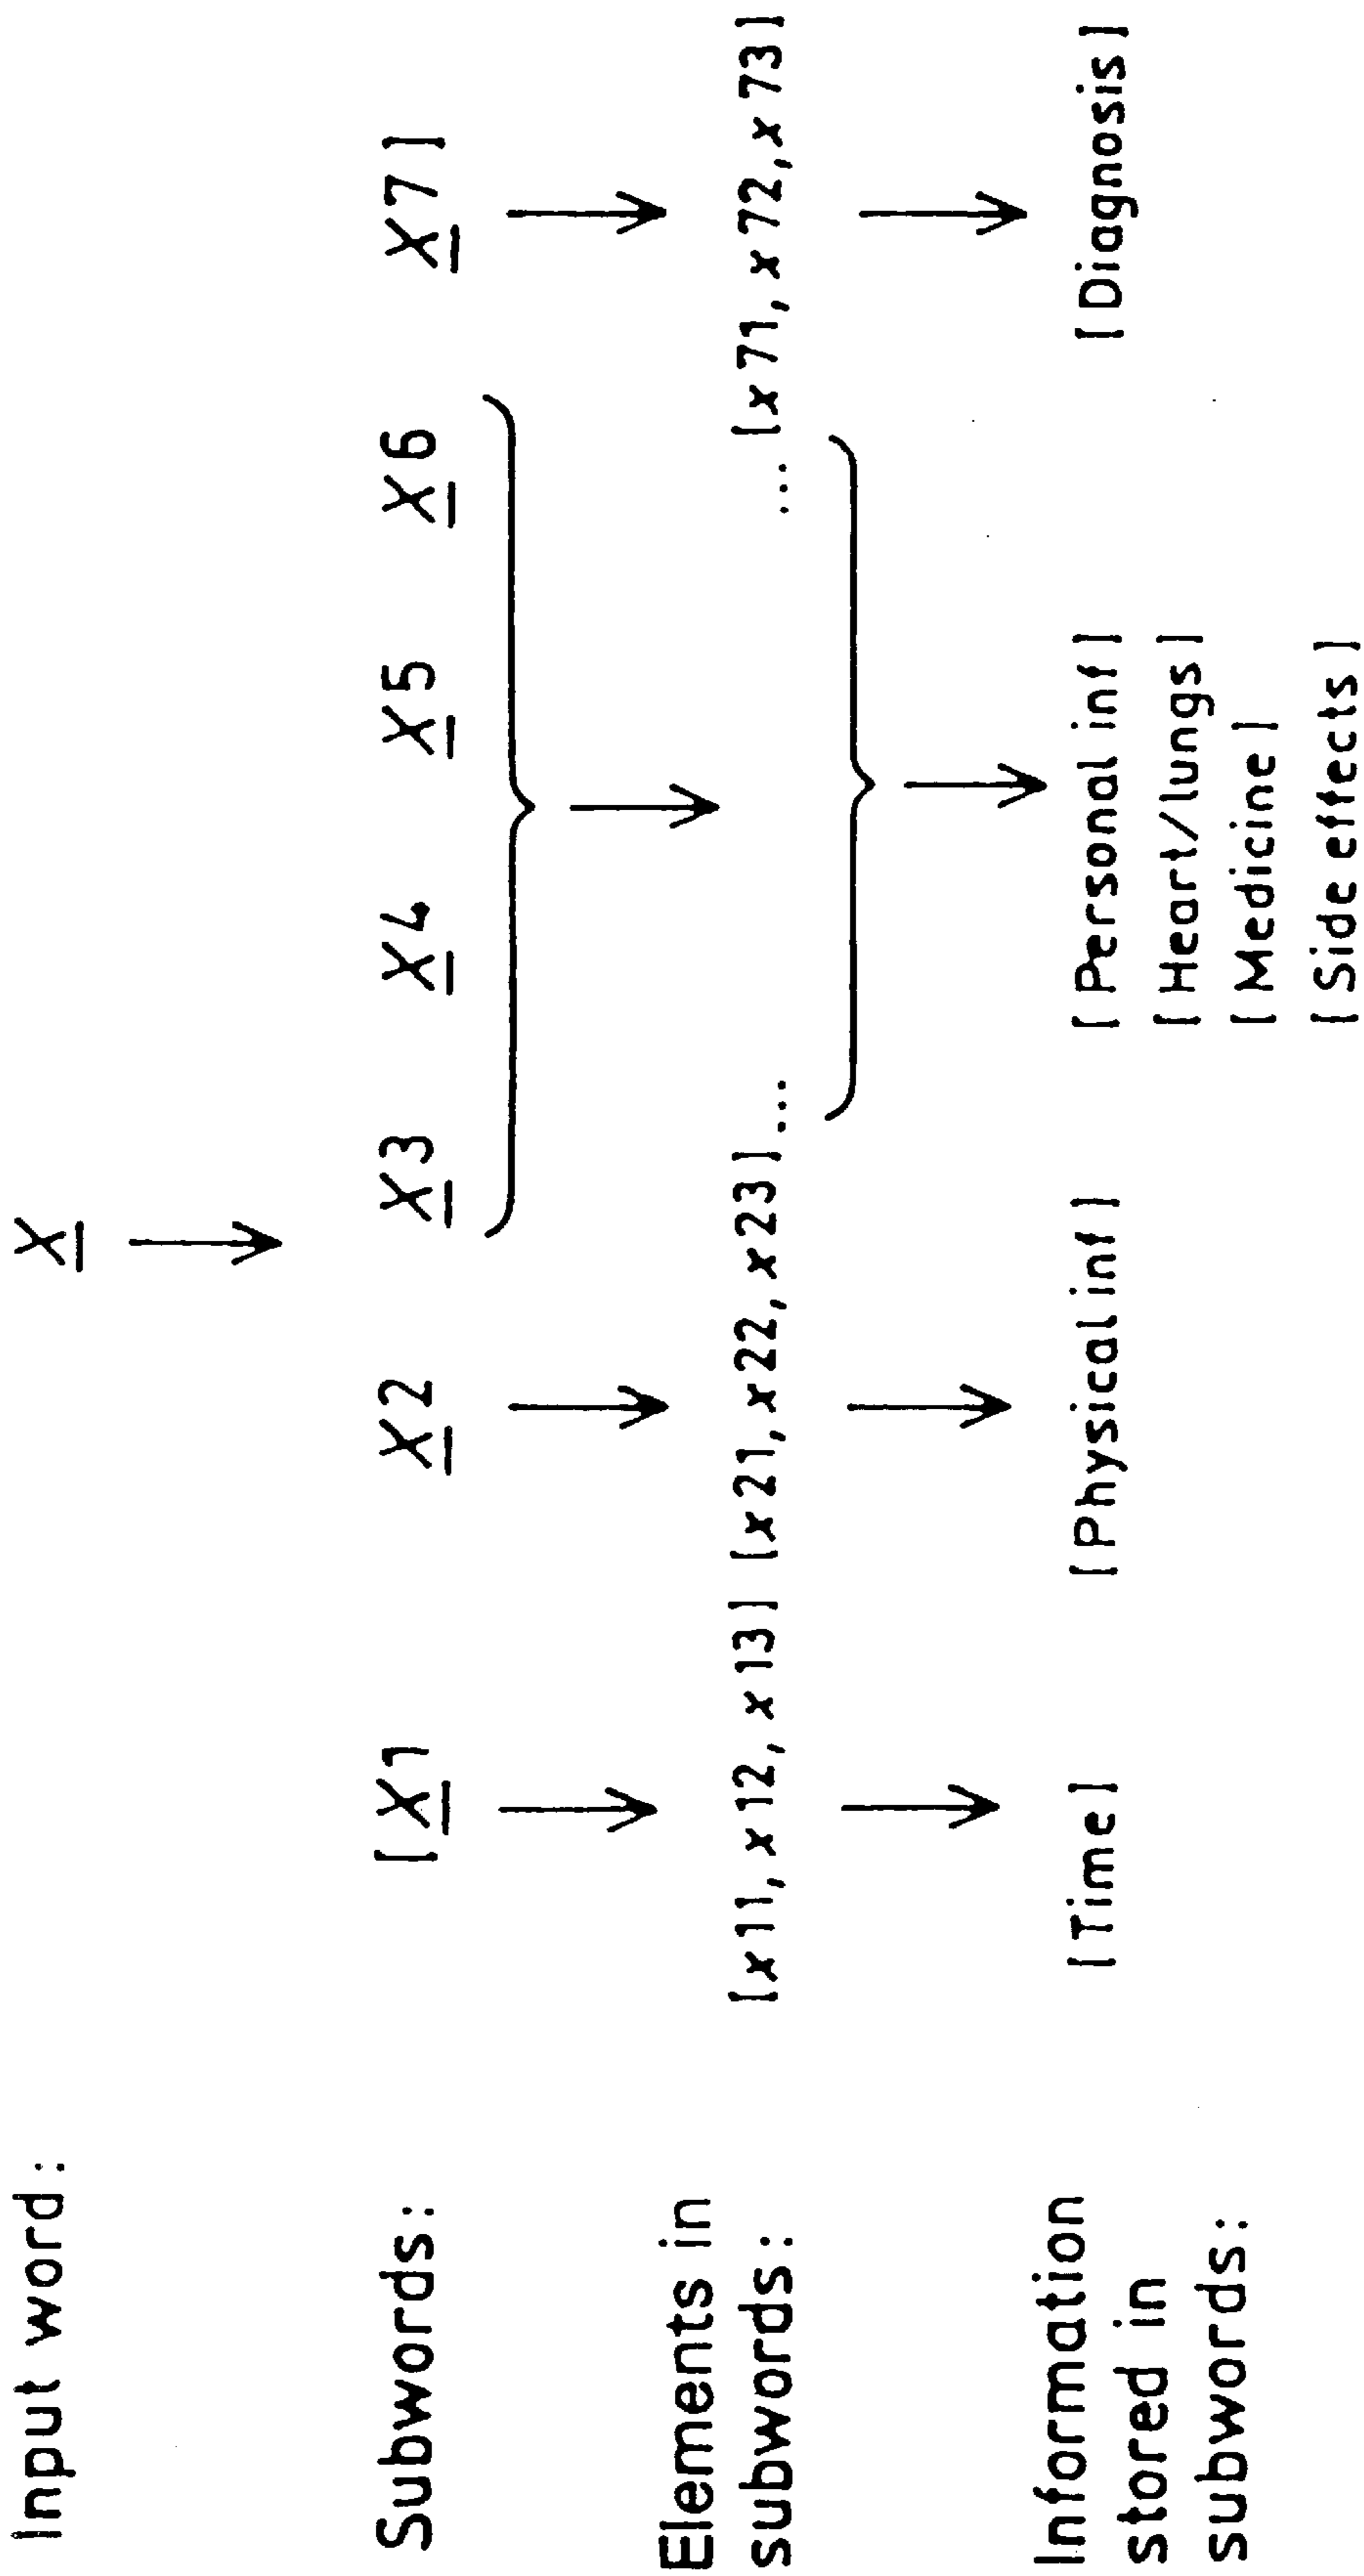 Input word: X
Subwords: [X1 X2 X3 X4 X5 X6 X7]
Elements in
subwords:
[x11, x12, x13] [x21, x22, x23].... .... [x71, x72, x73]
Information
stored in
subwords:
[Time] [Physical inf] [Personal inf] [Diagnosis]
[Heart/lungs]
[Medicine]
[Side effects]